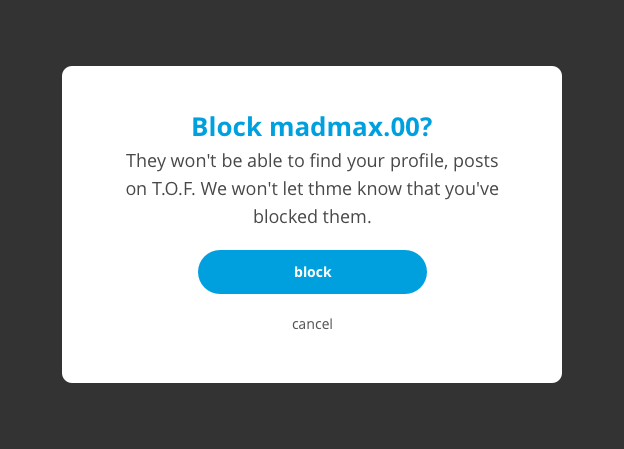 Block madmax.00?
They won't be able to find your profile, posts
on T.O.F. We won't let thme know that you've
blocked them.
block
cancel